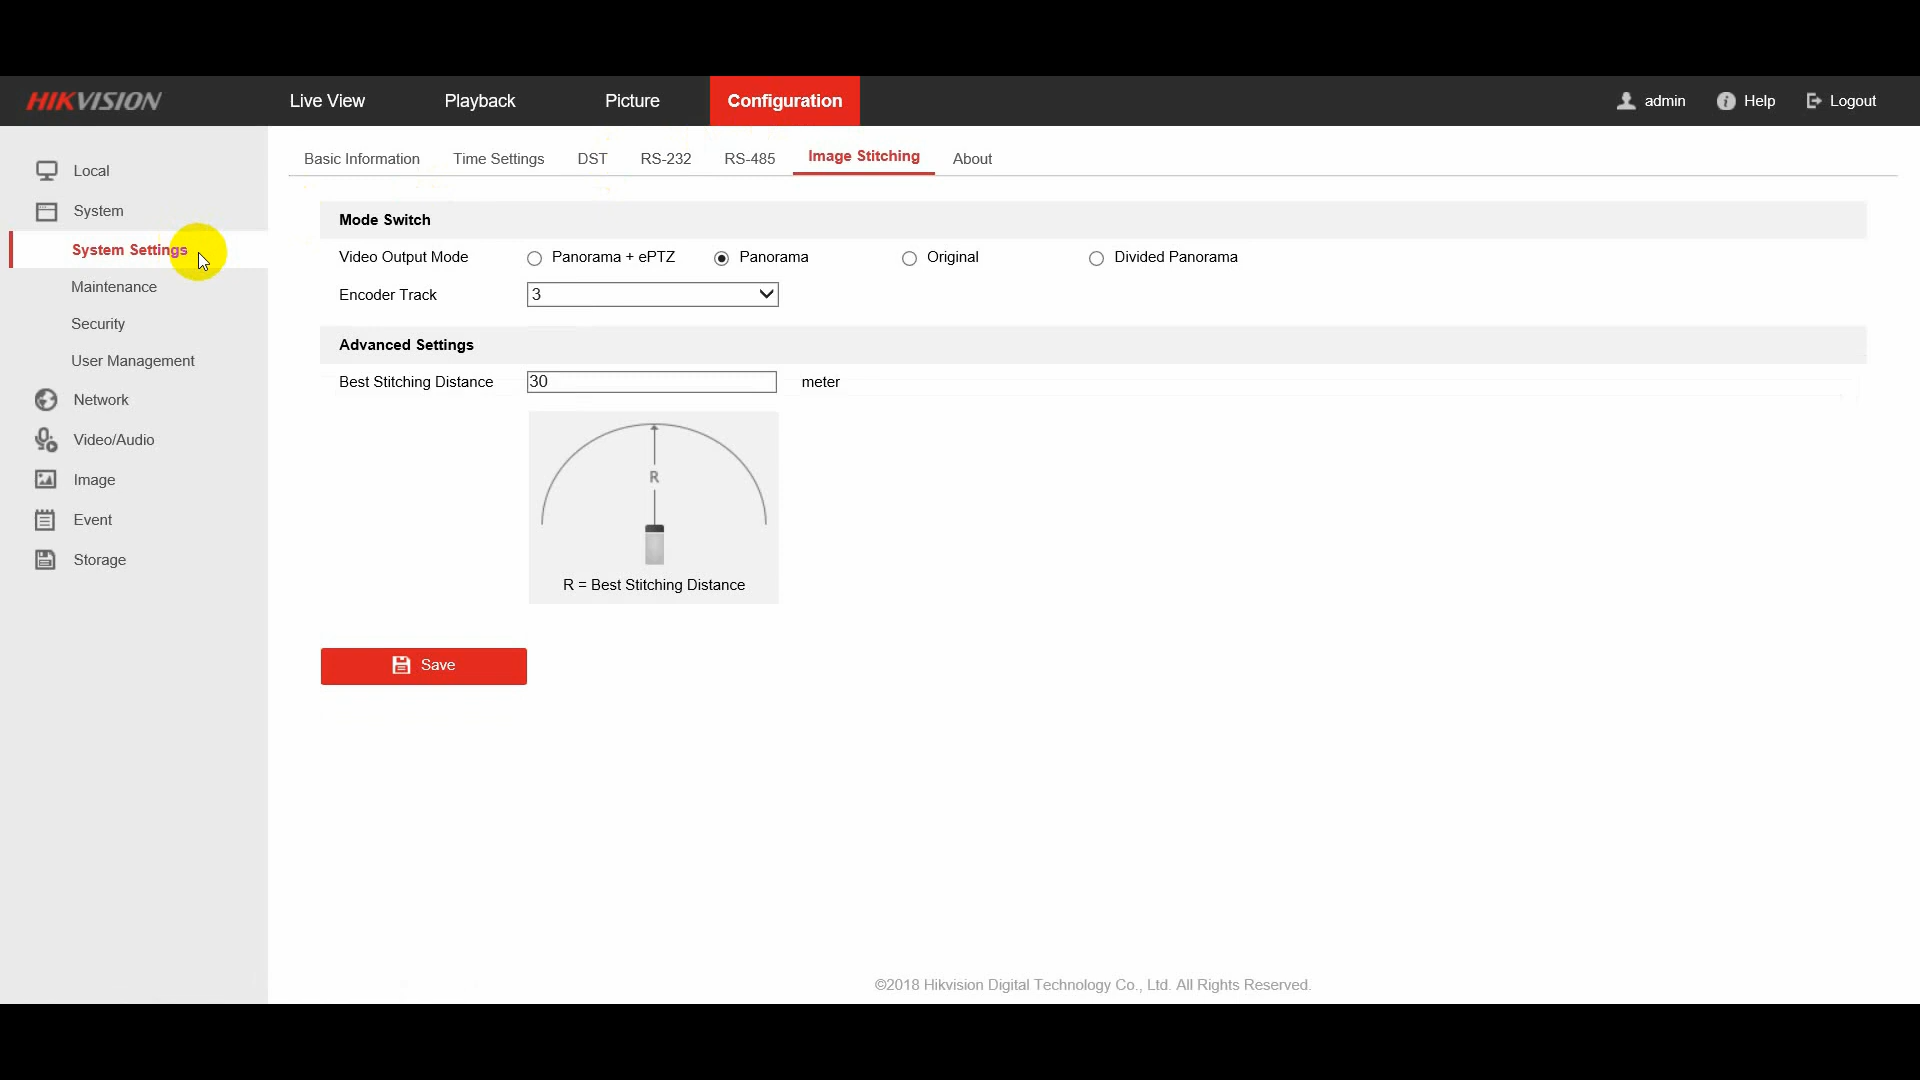 HIKVISION
Live View
Playback
Picture
Configuration
admin
Help
Logout
Local
System
System Settings
Maintenance
Security
User Management
Network
Video/Audio
Image
Event
Storage
Basic Information
Time Settings
DST
RS-232
RS-485
Image Stitching
About
Mode Switch
Video Output Mode
Panorama + ePTZ
Panorama
Original
Divided Panorama
Encoder Track
3
Advanced Settings
Best Stitching Distance
30
meter
R
R = Best Stitching Distance
Save
©2018 Hikvision Digital Technology Co., Ltd. All Rights Reserved.